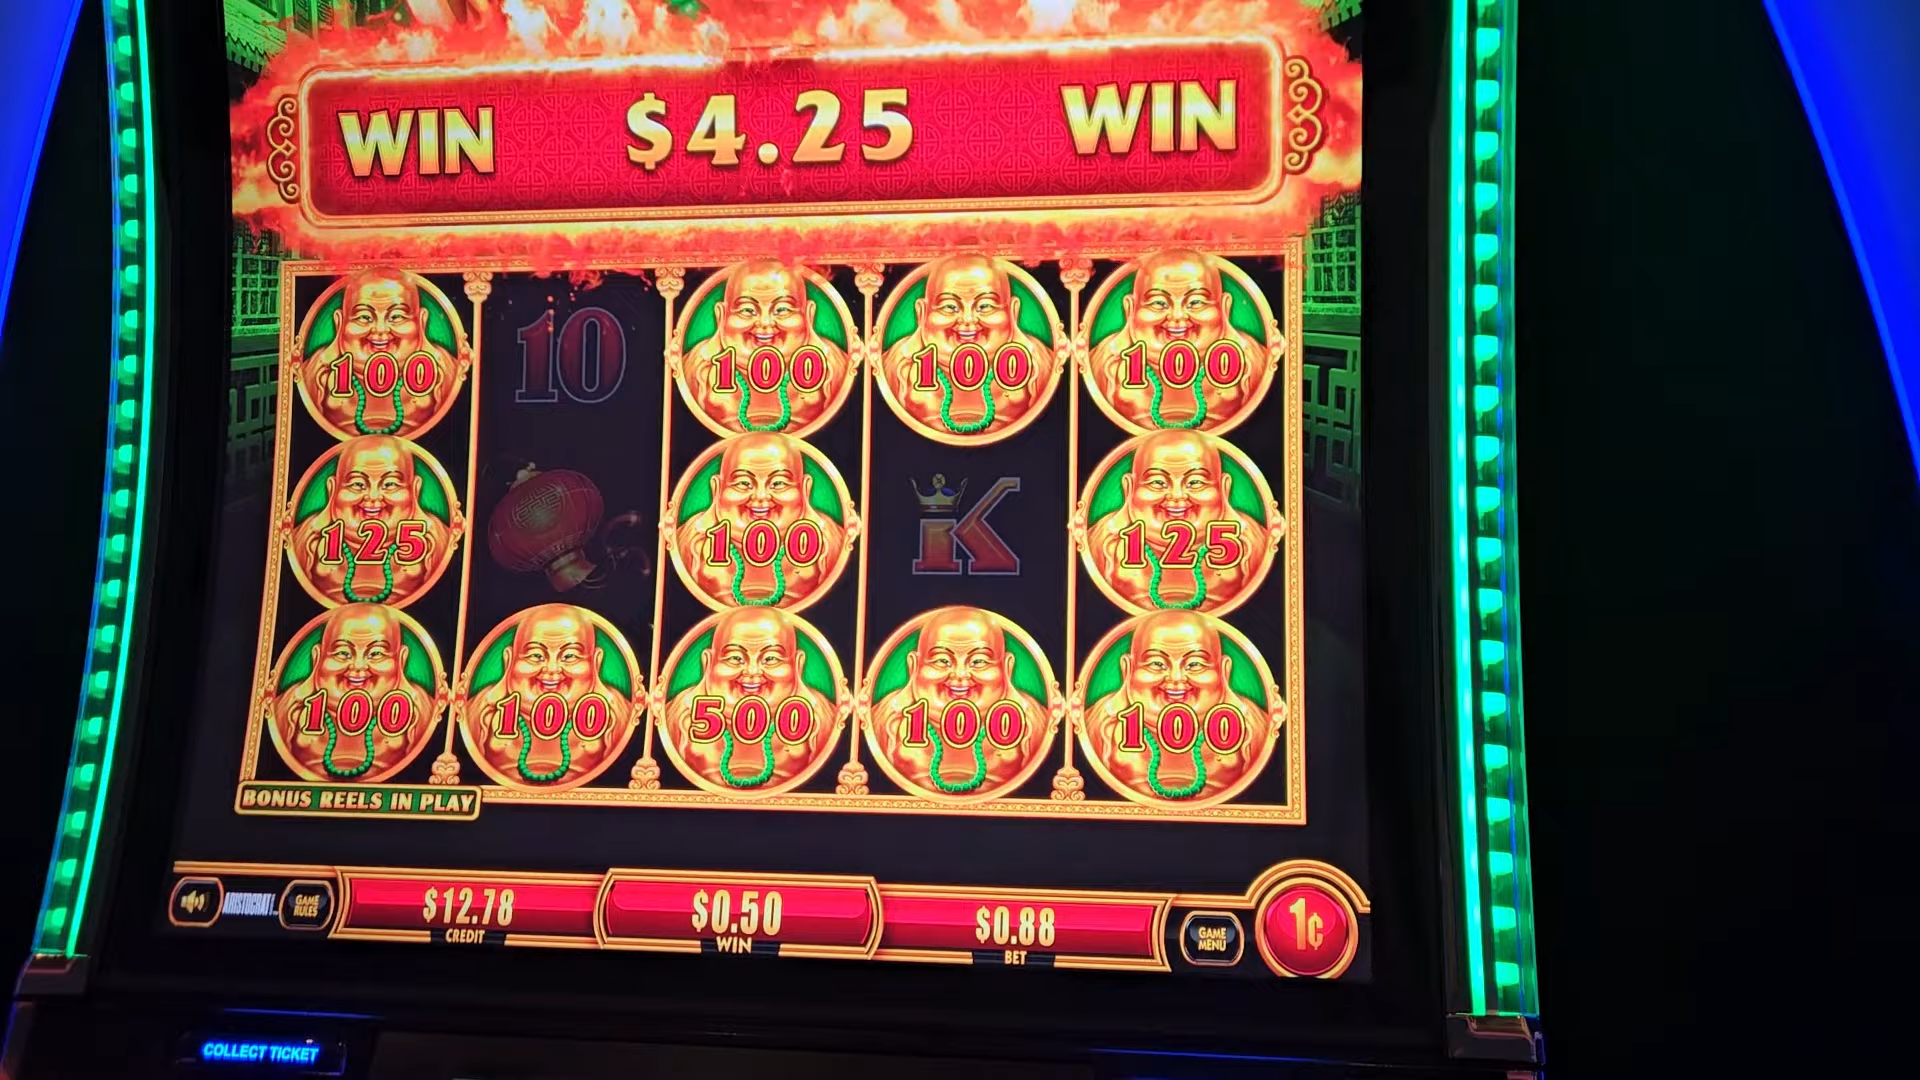 WIN $4.25 WIN
100 10 100 100 100
125 100 K 125
100 100 500 100 100
BONUS REELS IN PLAY
ARISTOCRAT
GAME RULES
$12.78
CREDIT
$0.50
WIN
$0.88
BET
GAME MENU
1¢
COLLECT TICKET